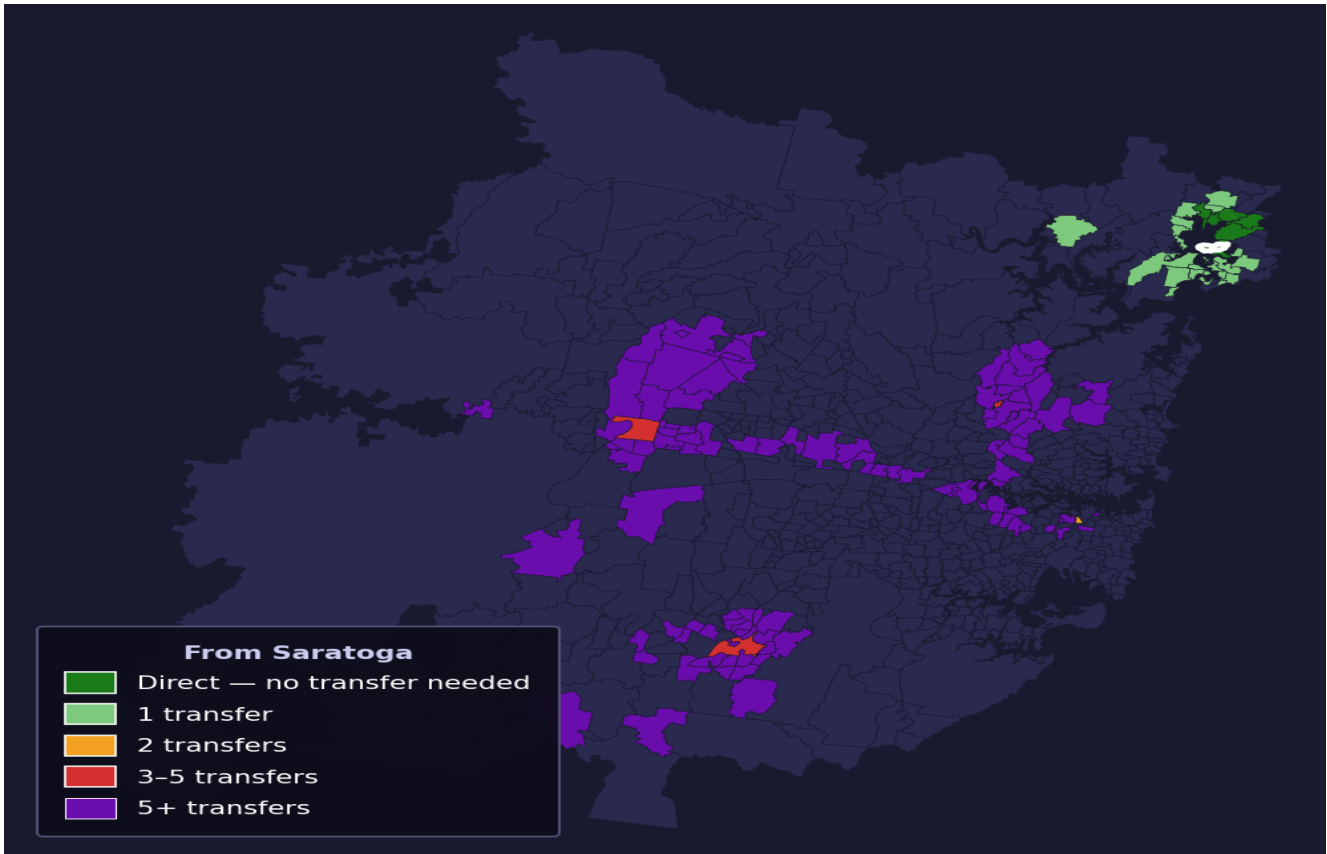 From Saratoga
Direct — no transfer needed
1 transfer
2 transfers
3–5 transfers
5+ transfers